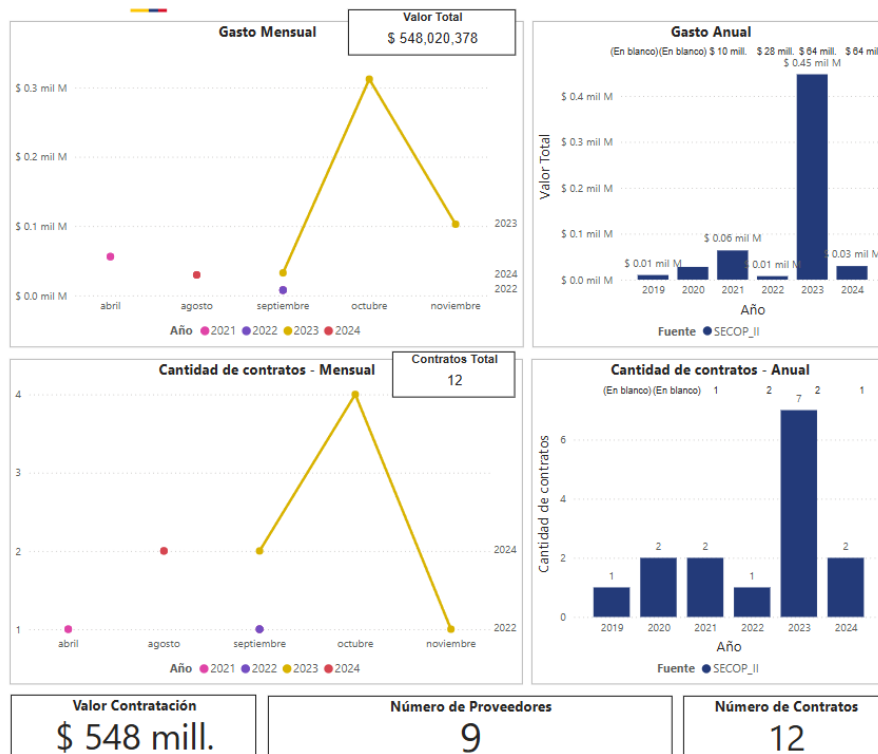 Gasto Mensual
Valor Total
$ 548,020,378
$ 0.3 mil M
$ 0.2 mil M
$ 0.1 mil M
$ 0.0 mil M
2023
2024
2022
abril agosto septiembre octubre noviembre
Año 2021 2022 2023 2024
Gasto Anual
(En blanco) (En blanco) $ 10 mill. $ 28 mill. $ 64 mill. $ 64 mill
$ 0.45 mil M
$ 0.4 mil M
$ 0.3 mil M
$ 0.2 mil M
$ 0.1 mil M
$ 0.0 mil M
Valor Total
$ 0.01 mil M $ 0.06 mil M $ 0.01 mil M $ 0.03 mil M
2019 2020 2021 2022 2023 2024
Año
Fuente SECOP_II
Cantidad de contratos - Mensual
Contratos Total
12
4
3
2
1
2024
2022
abril agosto septiembre octubre noviembre
Año 2021 2022 2023 2024
Cantidad de contratos - Anual
(En blanco) (En blanco) 1 2 2 1
Cantidad de contratos
6
4
2
0
1 2 2 1 7 2
2019 2020 2021 2022 2023 2024
Año
Fuente SECOP_II
Valor Contratación
$ 548 mill.
Número de Proveedores
9
Número de Contratos
12